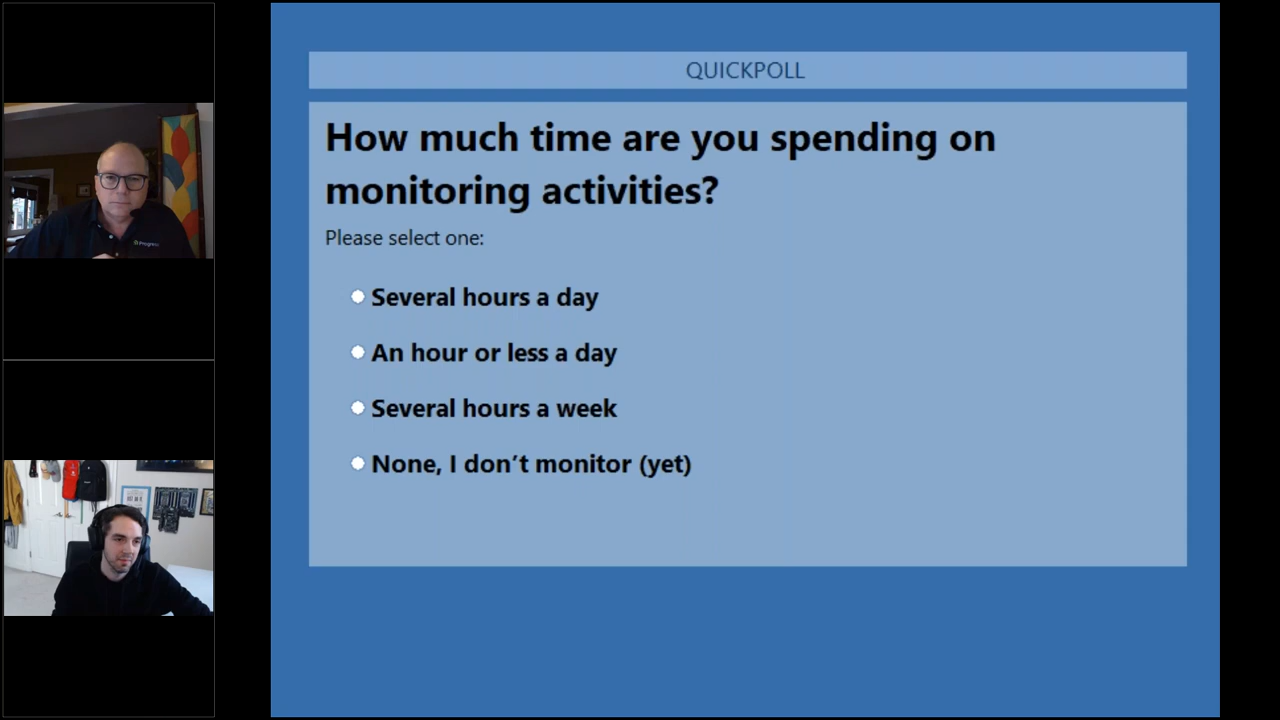 QUICKPOLL
How much time are you spending on
monitoring activities?
Please select one:
Several hours a day
An hour or less a day
Several hours a week
None, I don’t monitor (yet)
Progress